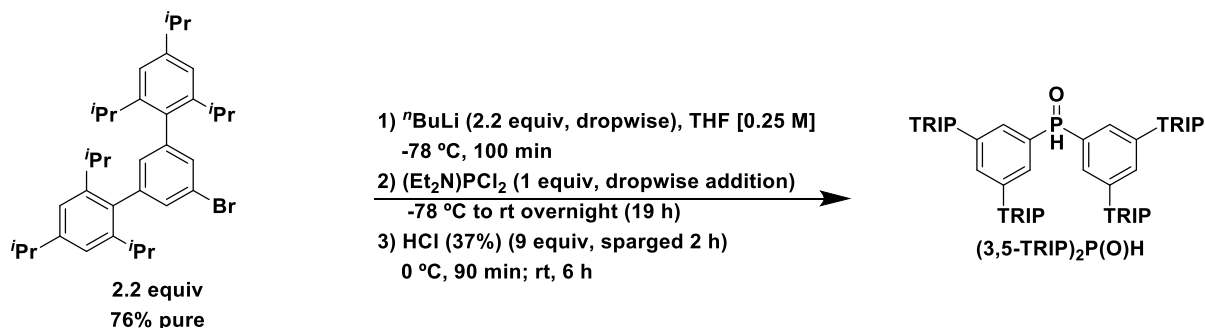 ⁱPr
ⁱPr
ⁱPr
ⁱPr
ⁱPr
ⁱPr
Br
2.2 equiv
76% pure
1) ⁿBuLi (2.2 equiv, dropwise), THF [0.25 M]
-78 ºC, 100 min
2) (Et₂N)PCl₂ (1 equiv, dropwise addition)
-78 ºC to rt overnight (19 h)
3) HCl (37%) (9 equiv, sparged 2 h)
0 ºC, 90 min; rt, 6 h
O
TRIP
P
TRIP
H
TRIP
TRIP
(3,5-TRIP)₂P(O)H